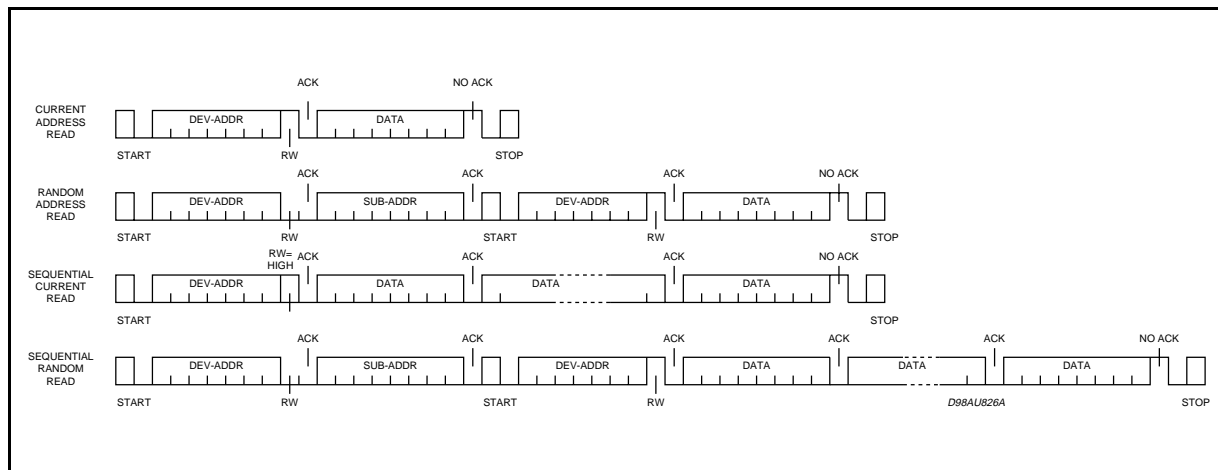 ACK NO ACK
CURRENT
ADDRESS
READ
DEV-ADDR DATA
START RW STOP
ACK ACK ACK NO ACK
RANDOM
ADDRESS
READ
DEV-ADDR SUB-ADDR DEV-ADDR DATA
START RW START RW STOP
RW=
HIGH
ACK ACK ACK NO ACK
SEQUENTIAL
CURRENT
READ
DEV-ADDR DATA DATA DATA
START STOP
ACK ACK ACK ACK ACK NO ACK
SEQUENTIAL
RANDOM
READ
DEV-ADDR SUB-ADDR DEV-ADDR DATA DATA DATA
START RW START RW D98AU826A STOP